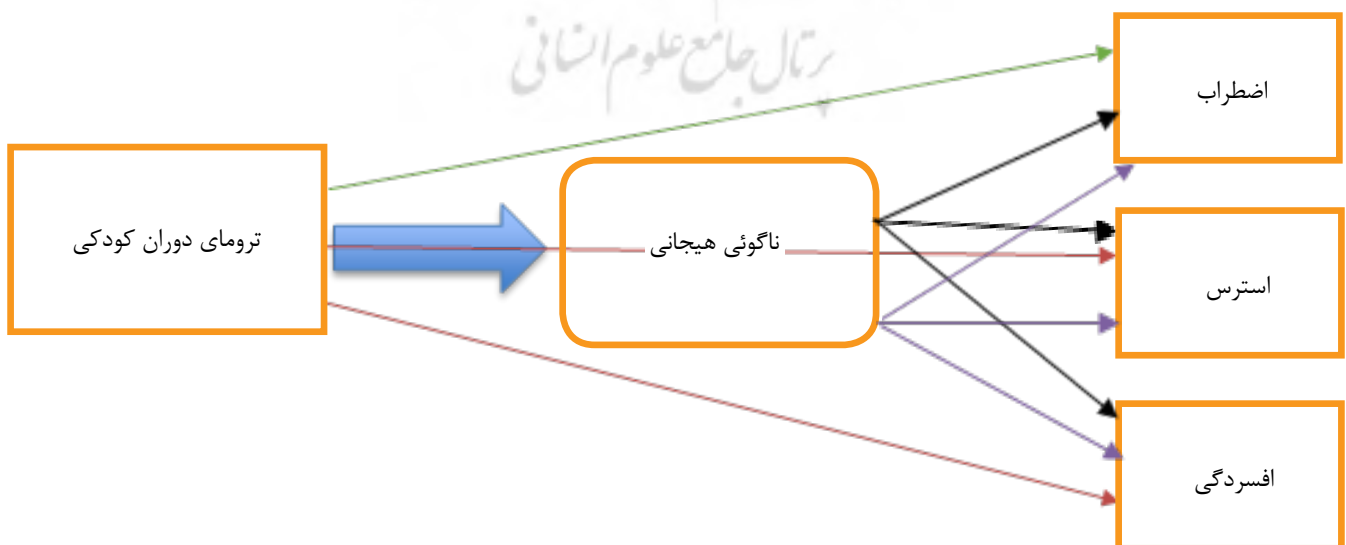 پرتال جامع علوم انسانی
اضطراب
ترومای دوران کودکی
ناگوئی هیجانی
استرس
افسردگی